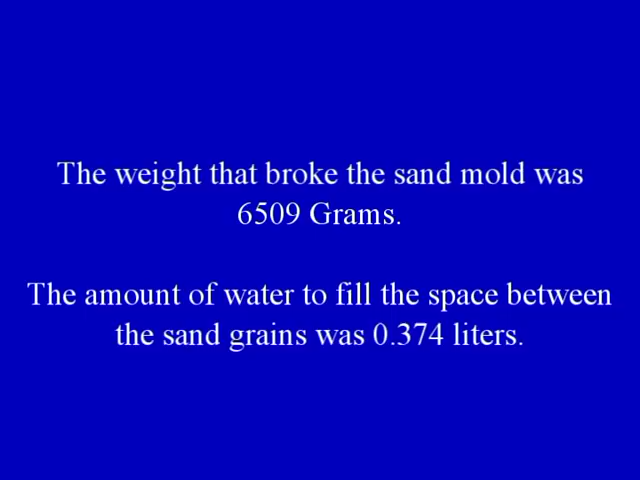 The weight that broke the sand mold was
6509 Grams.
The amount of water to fill the space between
the sand grains was 0.374 liters.